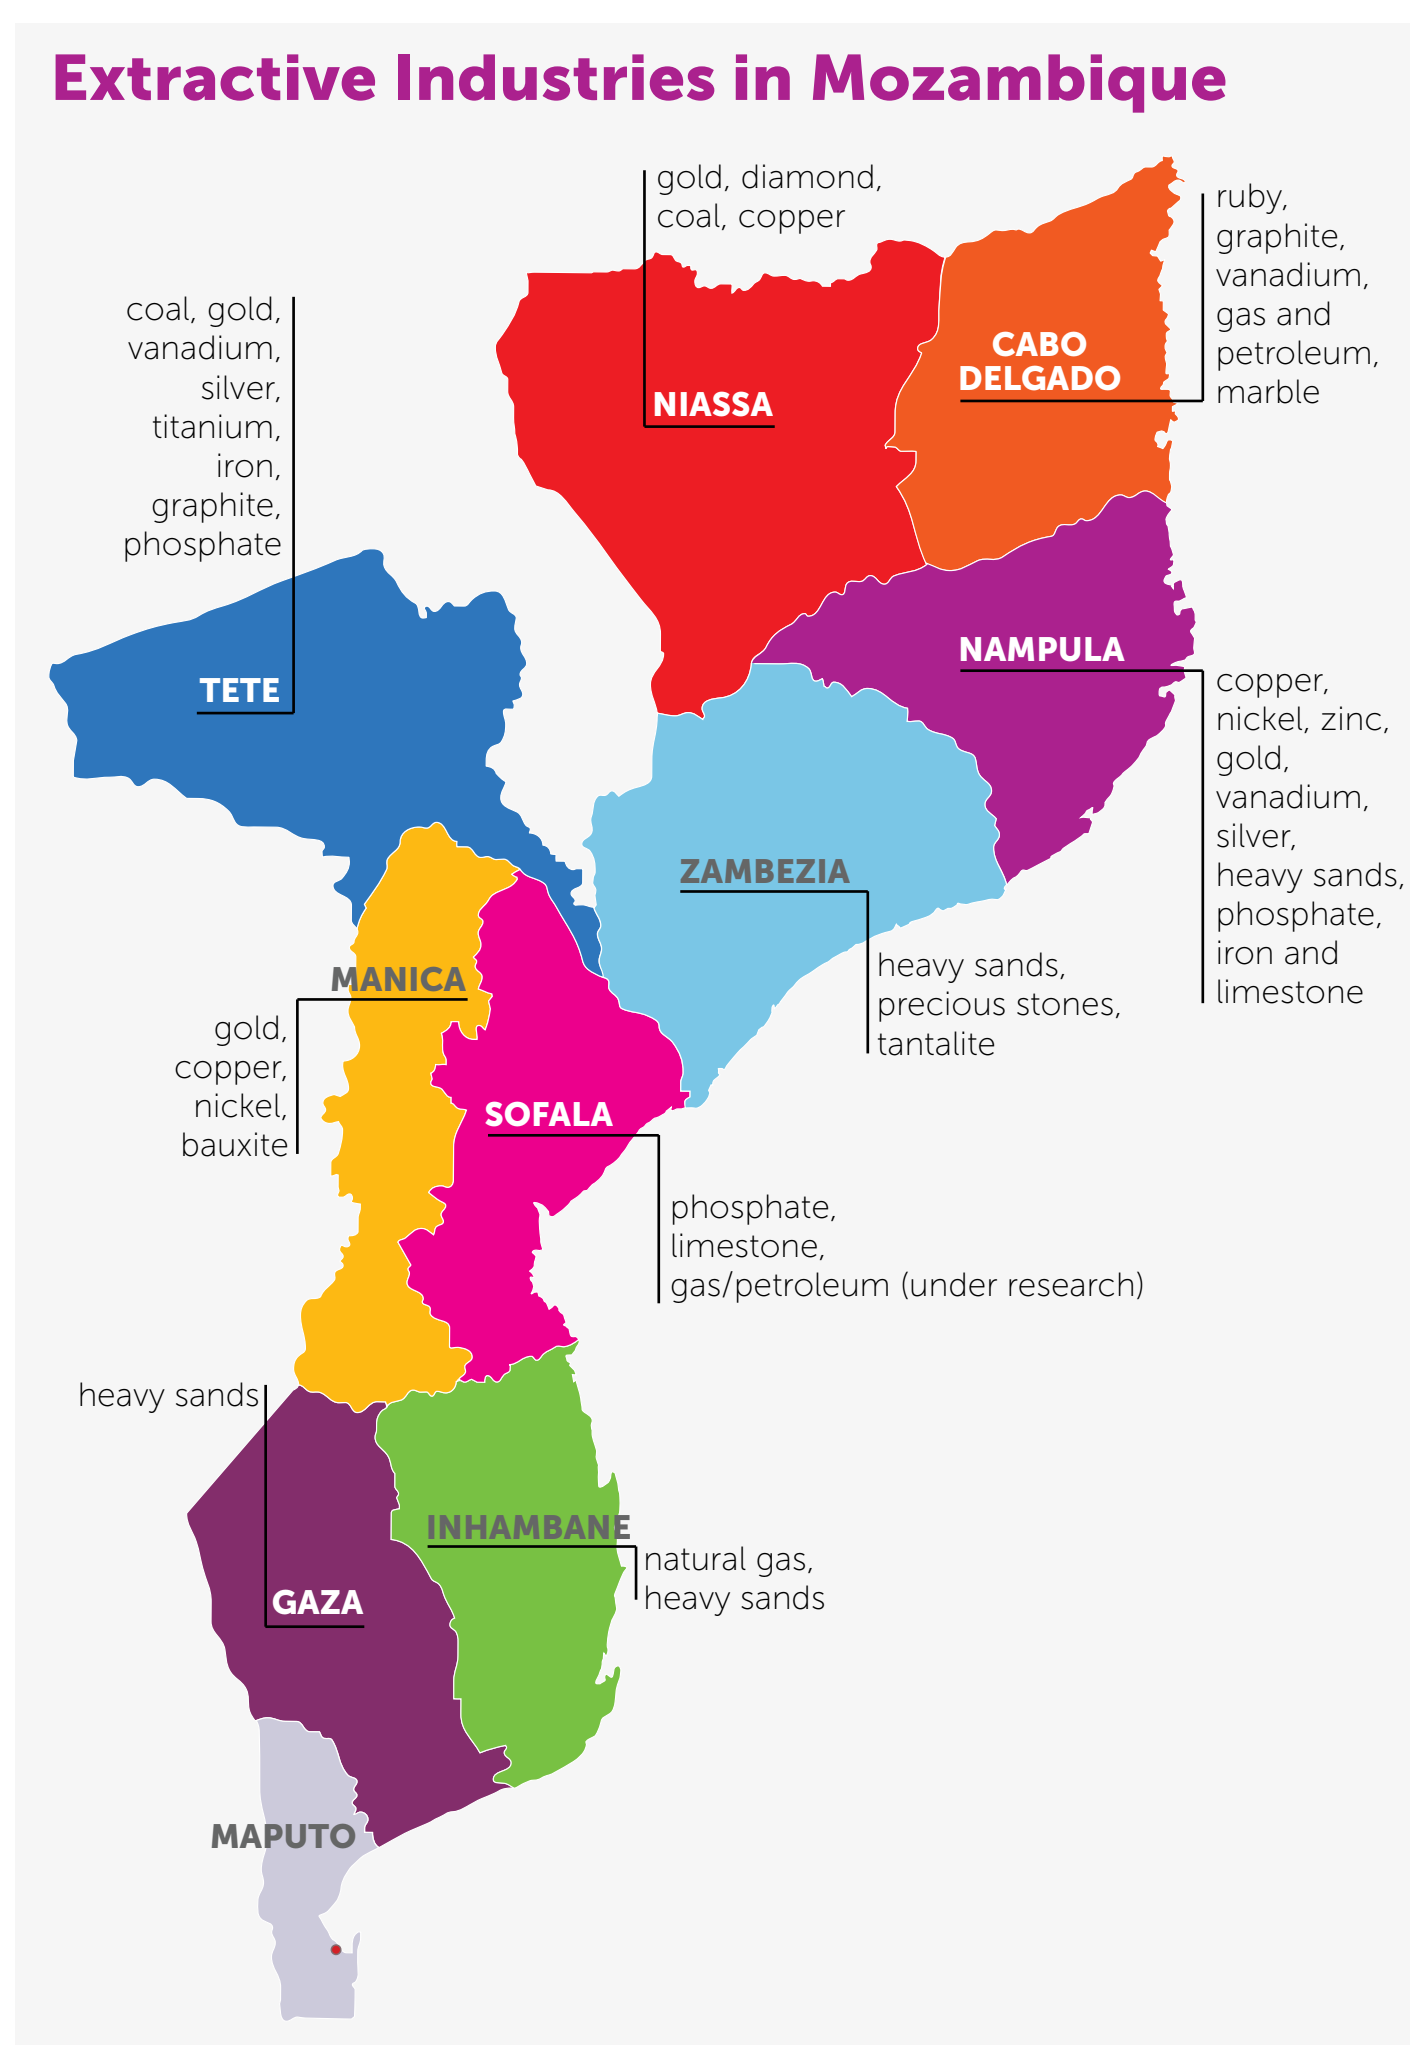 Extractive Industries in Mozambique
gold, diamond,
coal, copper
NIASSA
ruby,
graphite,
vanadium,
gas and
petroleum,
marble
CABO
DELGADO
coal, gold,
vanadium,
silver,
titanium,
iron,
graphite,
phosphate
TETE
NAMPULA
copper,
nickel, zinc,
gold,
vanadium,
silver,
heavy sands,
phosphate,
iron and
limestone
ZAMBEZIA
heavy sands,
precious stones,
tantalite
MANICA
gold,
copper,
nickel,
bauxite
SOFALA
phosphate,
limestone,
gas/petroleum (under research)
heavy sands
GAZA
INHAMBANE
natural gas,
heavy sands
MAPUTO